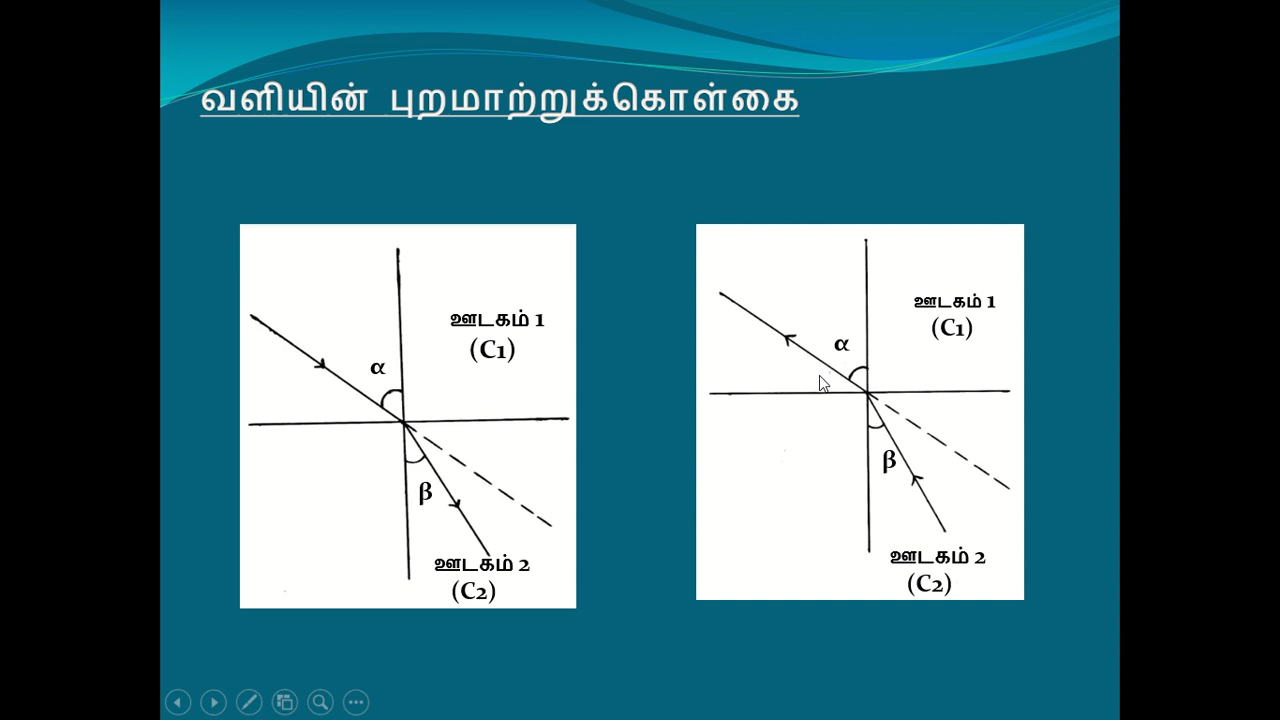 வளியின் புறமாற்றுக்கொள்கை
ஊடகம் 1
(C1)
α
β
ஊடகம் 2
(C2)
ஊடகம் 1
(C1)
α
β
ஊடகம் 2
(C2)